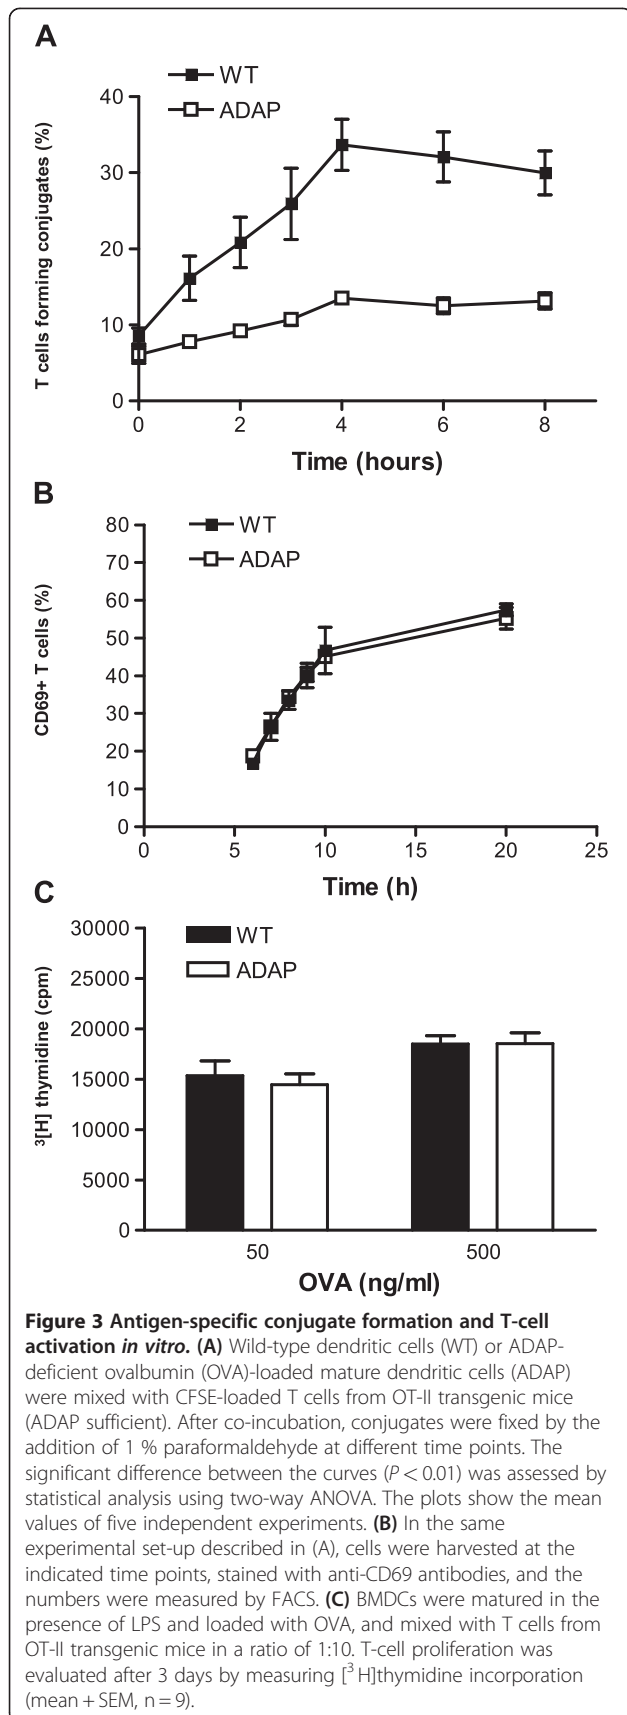 A
WT
ADAP
40
30
20
10
0
T cells forming conjugates (%)
0 2 4 6 8
Time (hours)
B
WT
ADAP
80
70
60
50
40
30
20
10
0
CD69+ T cells (%)
0 5 10 15 20 25
Time (h)
C
WT
ADAP
30000
25000
20000
15000
10000
5000
0
³[H] thymidine (cpm)
50 500
OVA (ng/ml)
Figure 3 Antigen-specific conjugate formation and T-cell
activation in vitro. (A) Wild-type dendritic cells (WT) or ADAP-
deficient ovalbumin (OVA)-loaded mature dendritic cells (ADAP)
were mixed with CFSE-loaded T cells from OT-II transgenic mice
(ADAP sufficient). After co-incubation, conjugates were fixed by the
addition of 1 % paraformaldehyde at different time points. The
significant difference between the curves (P < 0.01) was assessed by
statistical analysis using two-way ANOVA. The plots show the mean
values of five independent experiments. (B) In the same
experimental set-up described in (A), cells were harvested at the
indicated time points, stained with anti-CD69 antibodies, and the
numbers were measured by FACS. (C) BMDCs were matured in the
presence of LPS and loaded with OVA, and mixed with T cells from
OT-II transgenic mice in a ratio of 1:10. T-cell proliferation was
evaluated after 3 days by measuring [³H]thymidine incorporation
(mean + SEM, n = 9).